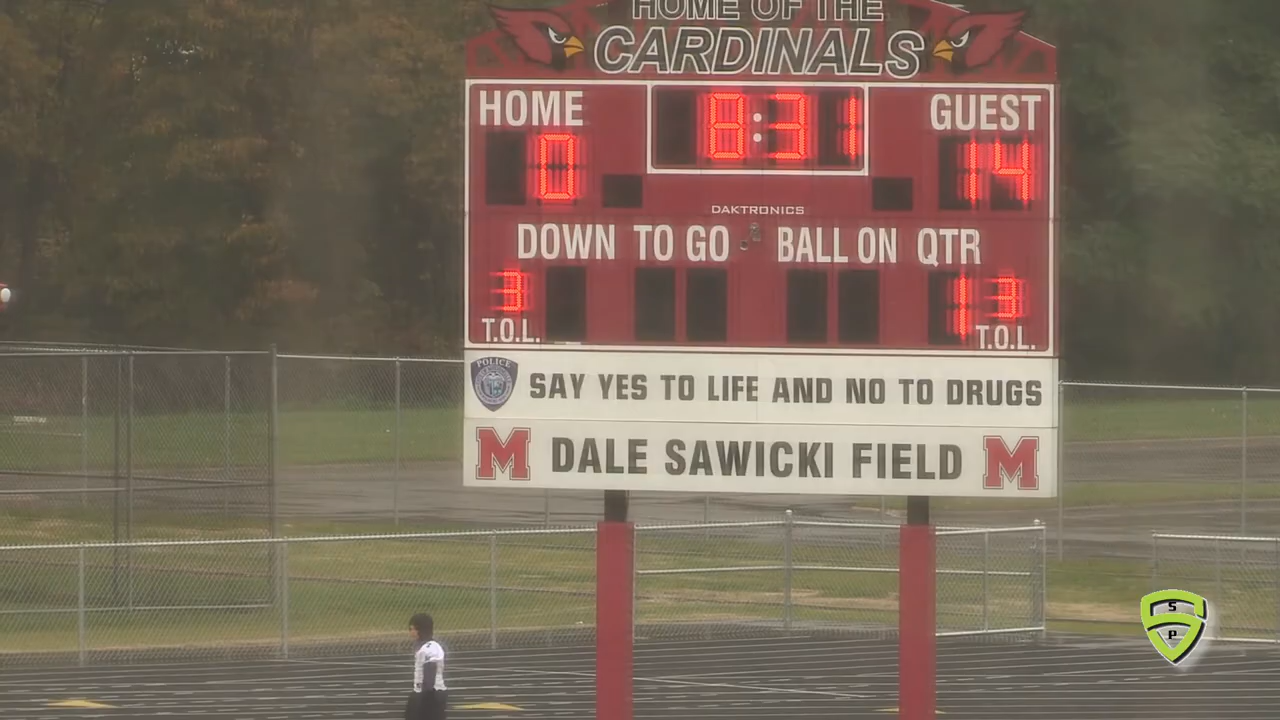 HOME OF THE
CARDINALS
HOME 8:31 GUEST
0 14
DAKTRONICS
DOWN TO GO BALL ON QTR
3 1 3
T.O.L. T.O.L.
POLICE
SAY YES TO LIFE AND NO TO DRUGS
M DALE SAWICKI FIELD M
S
P